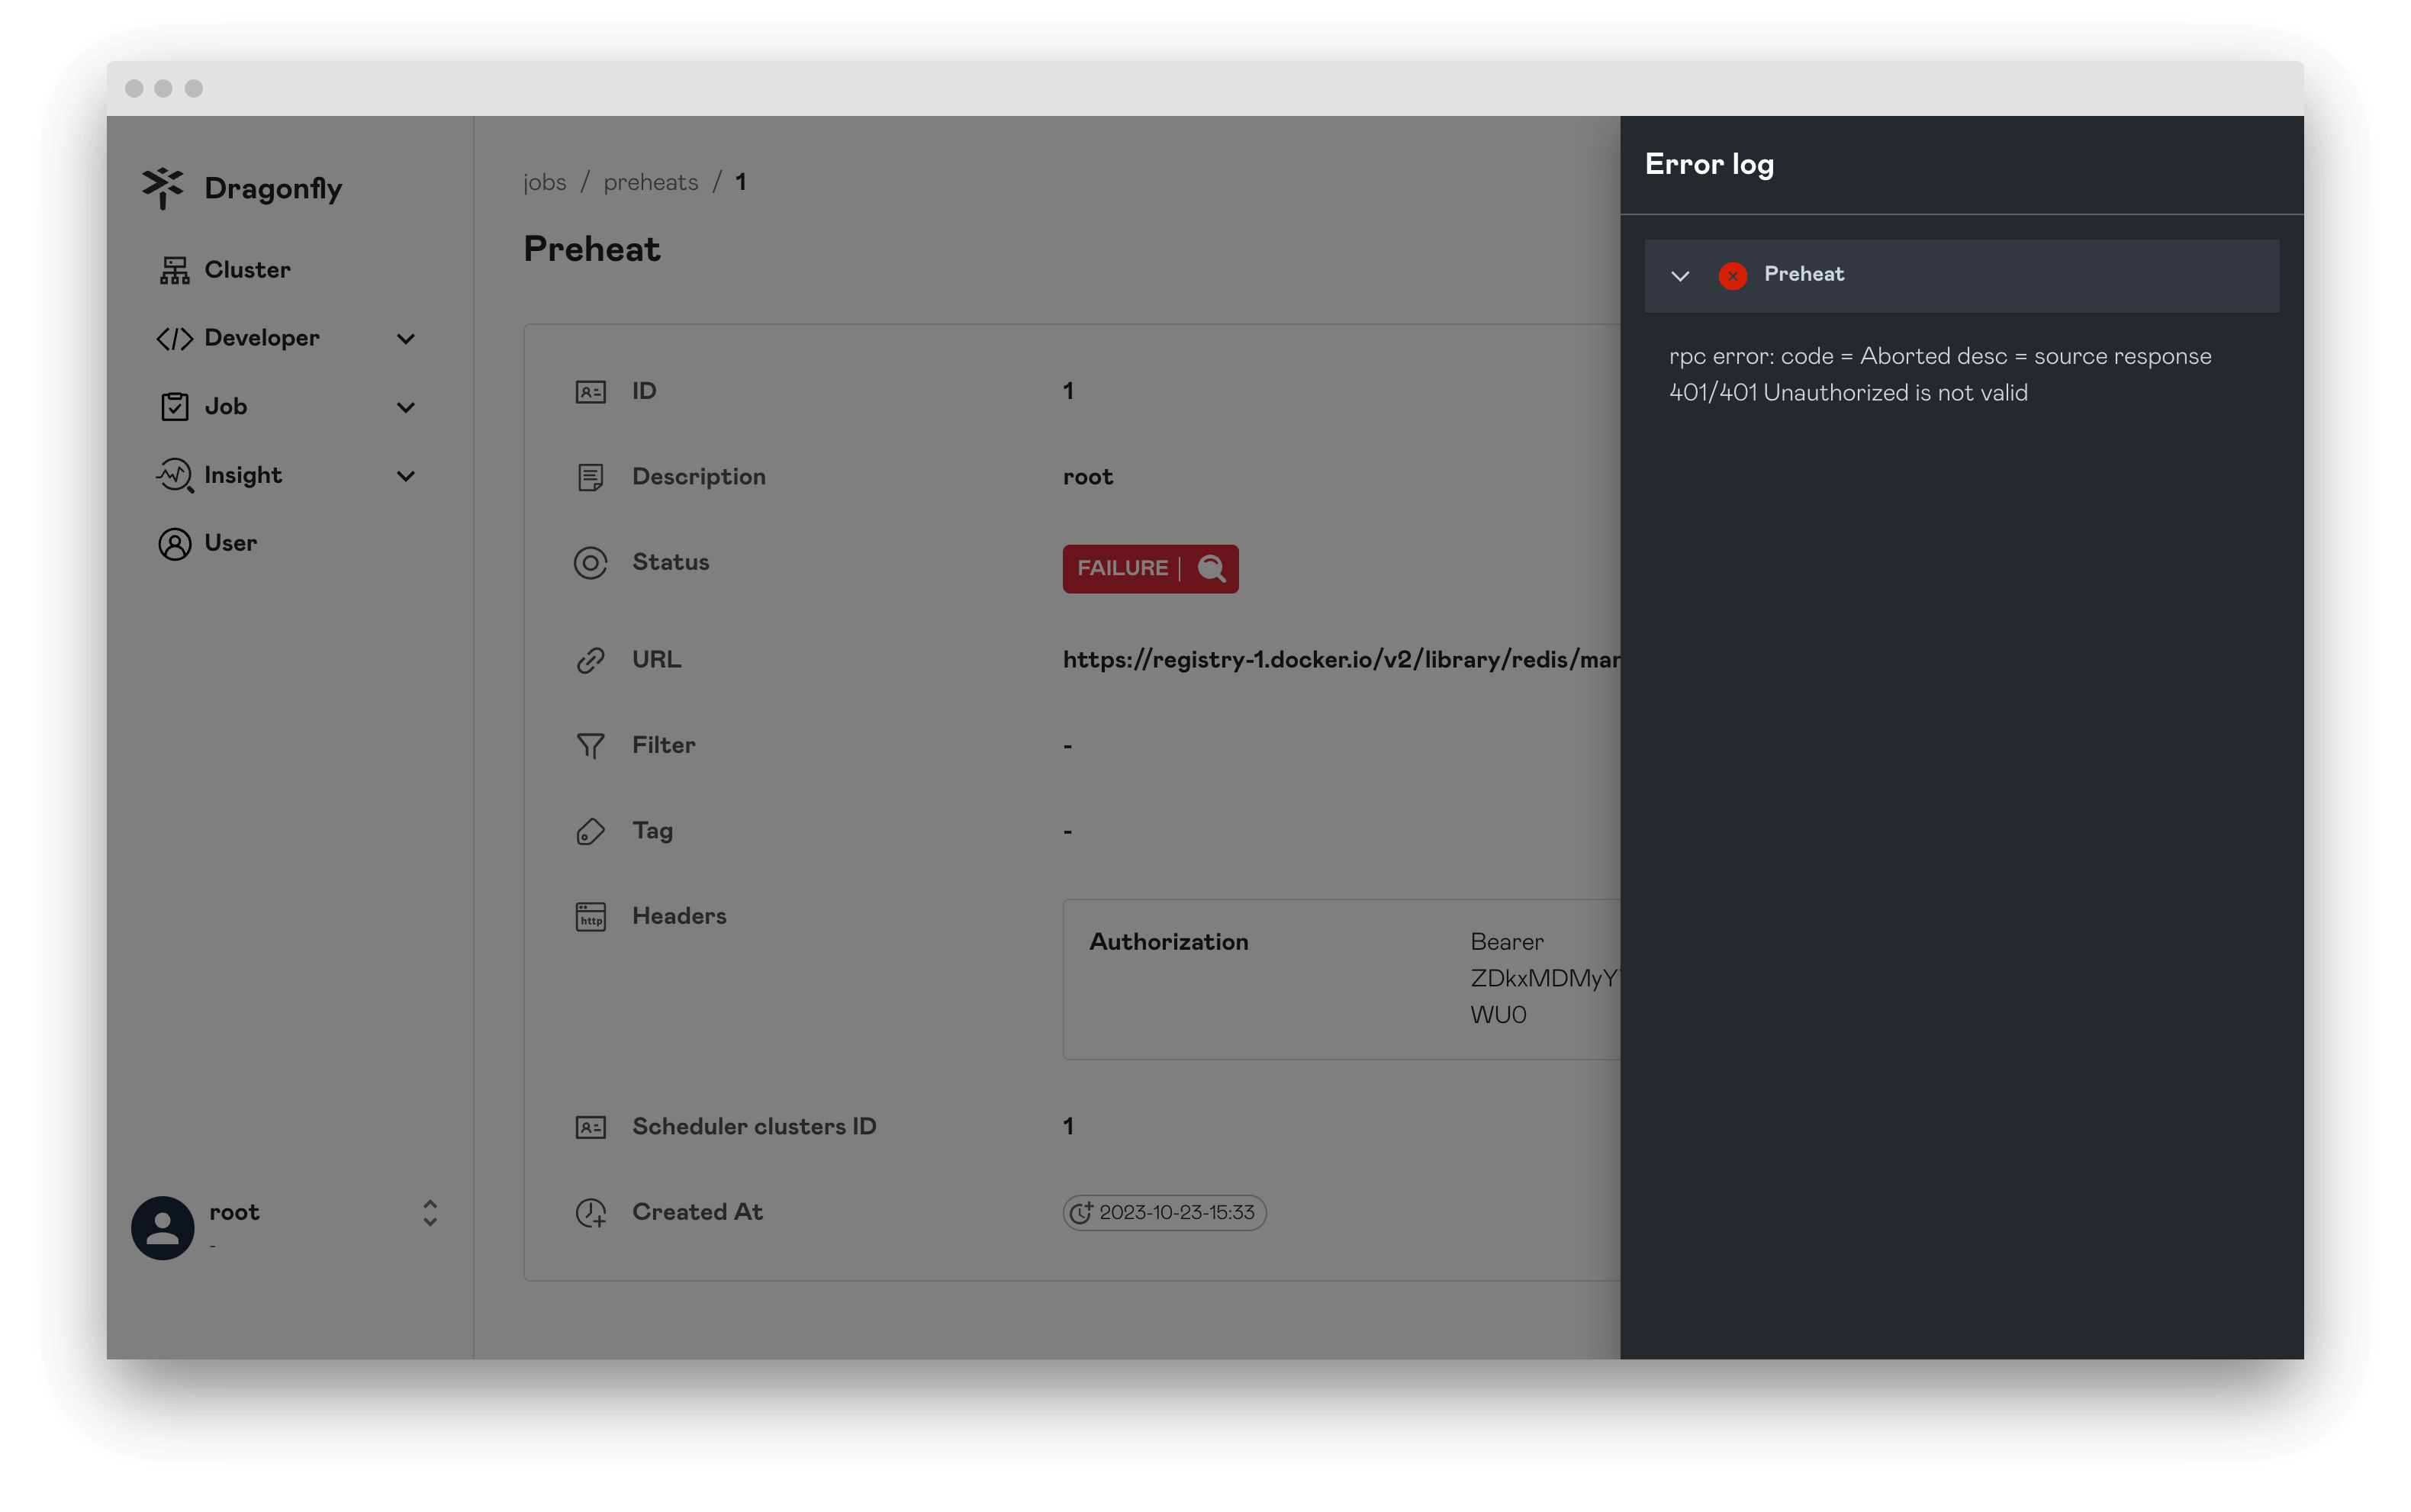 Dragonfly
Cluster
Developer
Job
Insight
User
root
-
jobs / preheats / 1
Preheat
ID 1
Description root
Status FAILURE
URL https://registry-1.docker.io/v2/library/redis/mar
Filter -
Tag -
http
Headers
Authorization Bearer
ZDkxMDMyY
WU0
Scheduler clusters ID 1
Created At 2023-10-23-15:33
Error log
Preheat
rpc error: code = Aborted desc = source response
401/401 Unauthorized is not valid